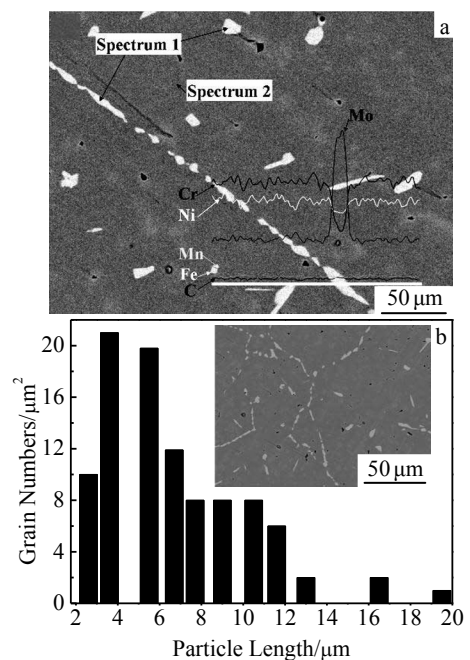 a
Spectrum 1
Spectrum 2
Mo
Cr
Ni
Mn
Fe
C
50 μm
b
Grain Numbers/μm²
20
16
12
8
4
0
50 μm
2 4 6 8 10 12 14 16 18 20
Particle Length/μm